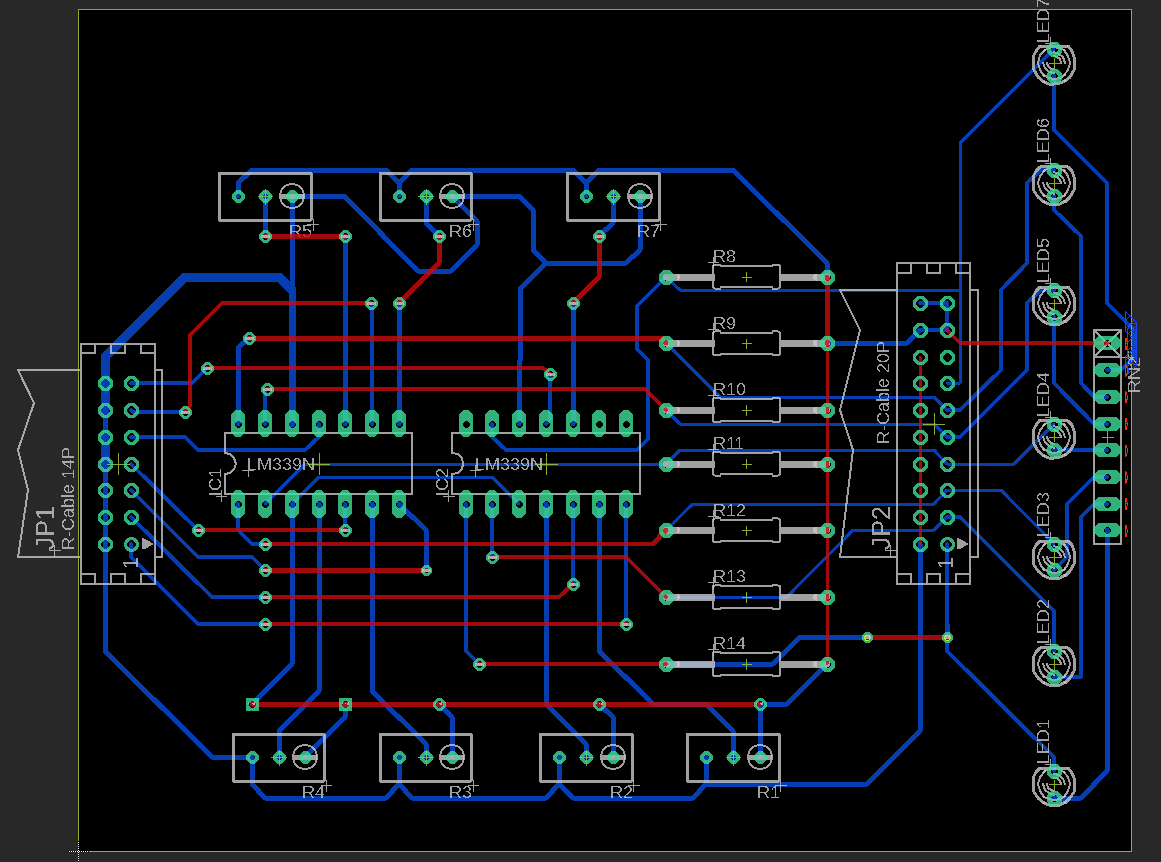 LED7
LED6
R5
R6
R7
LED5
R8
R9
R-Cable 20P
RN2
R10
LED4
R11
LM339N
LM339N
IC1
IC2
JP1
R-Cable 14P
R12
JP2
LED3
1
1
R13
LED2
R14
LED1
R4
R3
R2
R1